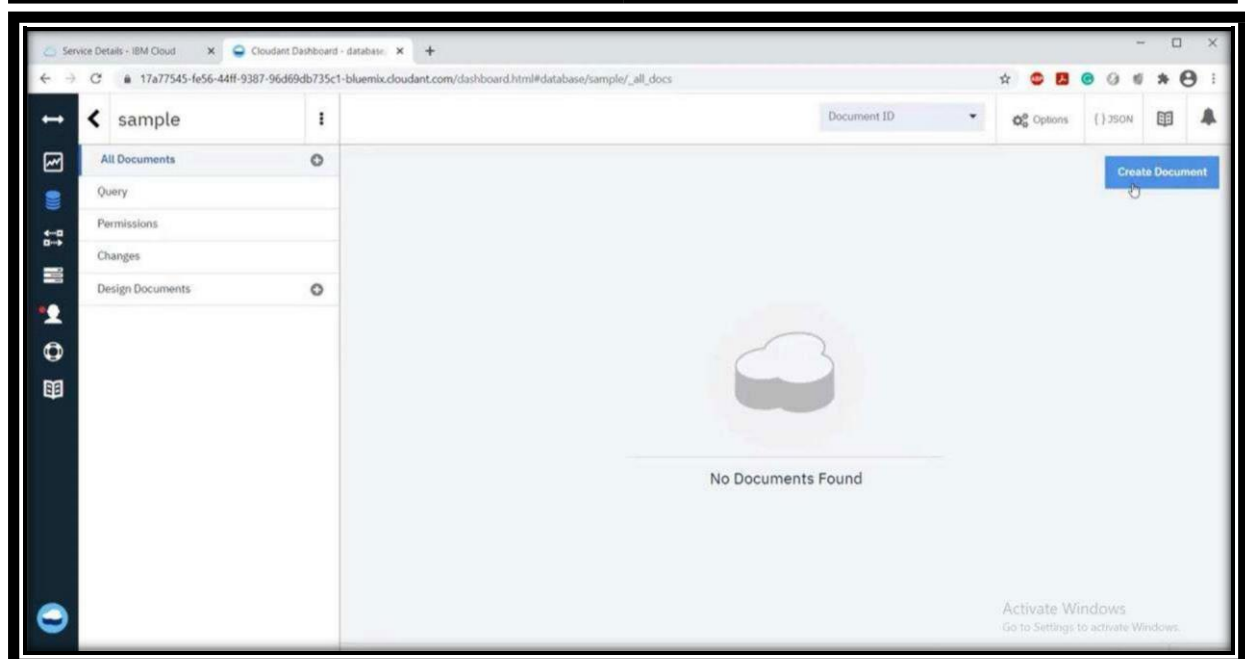 Service Details - IBM Cloud
Cloudant Dashboard - database
17a77545-fe56-44ff-9387-96d69db735c1-bluemix.cloudant.com/dashboard.html#database/sample/_all_docs
sample
Document ID
Options
{ } JSON
All Documents
Create Document
Query
Permissions
Changes
Design Documents
No Documents Found
Activate Windows
Go to Settings to activate Windows.